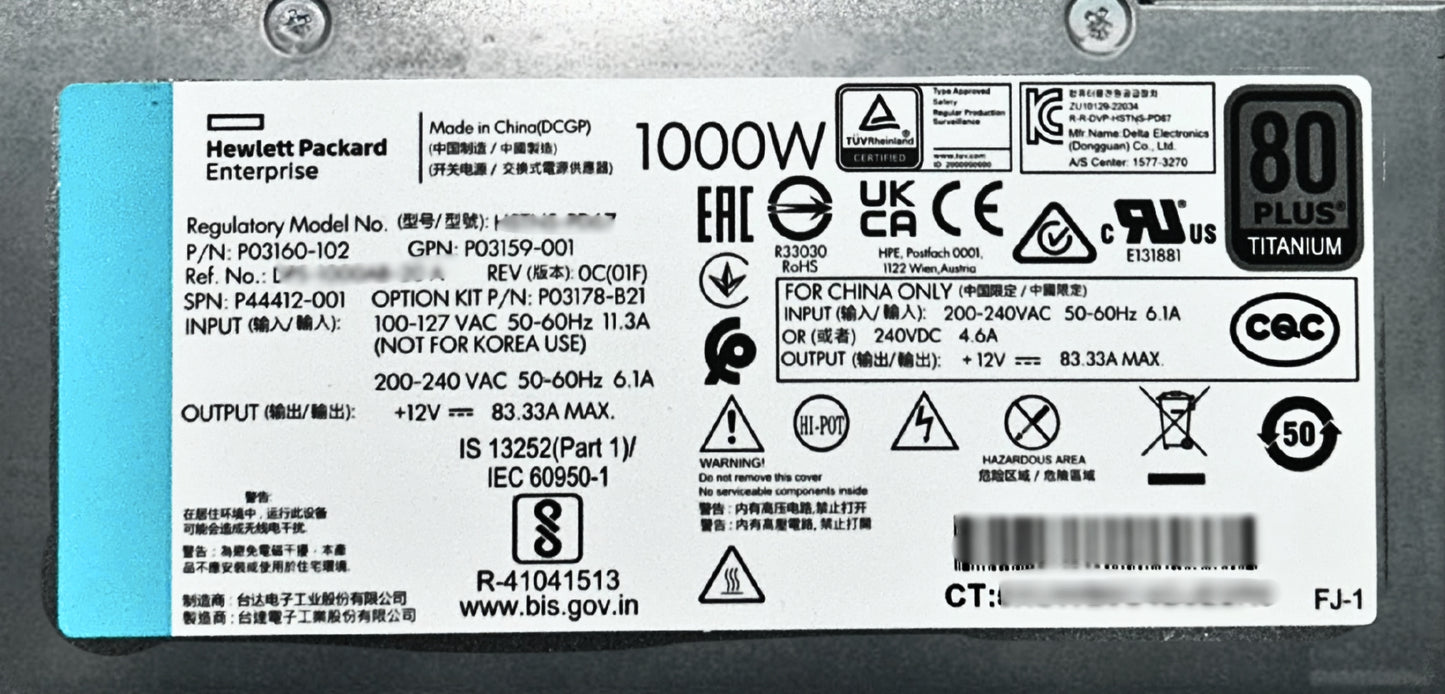 Hewlett Packard
Enterprise
Made in China(DCGP)
(中国制造 / 中國製造)
(开关电源 / 交換式電源供應器)
1000W
TÜVRheinland®
CERTIFIED
Type Approved
Safety
Regular Production
Surveillance
www.tuv.com
KC
ZU10129-22034
R-R-DVP-HSTNS-PD67
Mfr Name:Delta Electronics
(Dongguan) Co., Ltd.
A/S Center: 1577-3270
80
PLUS®
TITANIUM
Regulatory Model No. (型号/ 型號):
P/N: P03160-102 GPN: P03159-001
Ref. No.: REV (版本): 0C(01F)
SPN: P44412-001 OPTION KIT P/N: P03178-B21
INPUT (输入/ 輸入): 100-127 VAC 50-60Hz 11.3A
(NOT FOR KOREA USE)
200-240 VAC 50-60Hz 6.1A
OUTPUT (输出/輸出): +12V ⎓ 83.33A MAX.
EAC
R33030
RoHS
UK
CA
CE
HPE, Postfach 0001,
1122 Wien,Austria
c RU® US
E131881
FOR CHINA ONLY (中国限定 / 中國限定)
INPUT (输入/ 輸入): 200-240VAC 50-60Hz 6.1A
OR (或者) 240VDC 4.6A
OUTPUT (输出/輸出): +12V ⎓ 83.33A MAX.
CQC
IS 13252(Part 1)/
IEC 60950-1
R-41041513
www.bis.gov.in
警告:
在居住环境中，运行此设备
可能会造成无线电干扰.
警告：為避免電磁干擾，本產
品不應安裝或使用於住宅環境.
制造商：台达电子工业股份有限公司
製造商：台達電子工業股份有限公司
WARNING!
Do not remove this cover
No serviceable components inside
警告：内有高压电路,禁止打开
警告：內有高壓電路,禁止打開
HI-POT
HAZARDOUS AREA
危险区域 / 危險區域
50
CT:
FJ-1